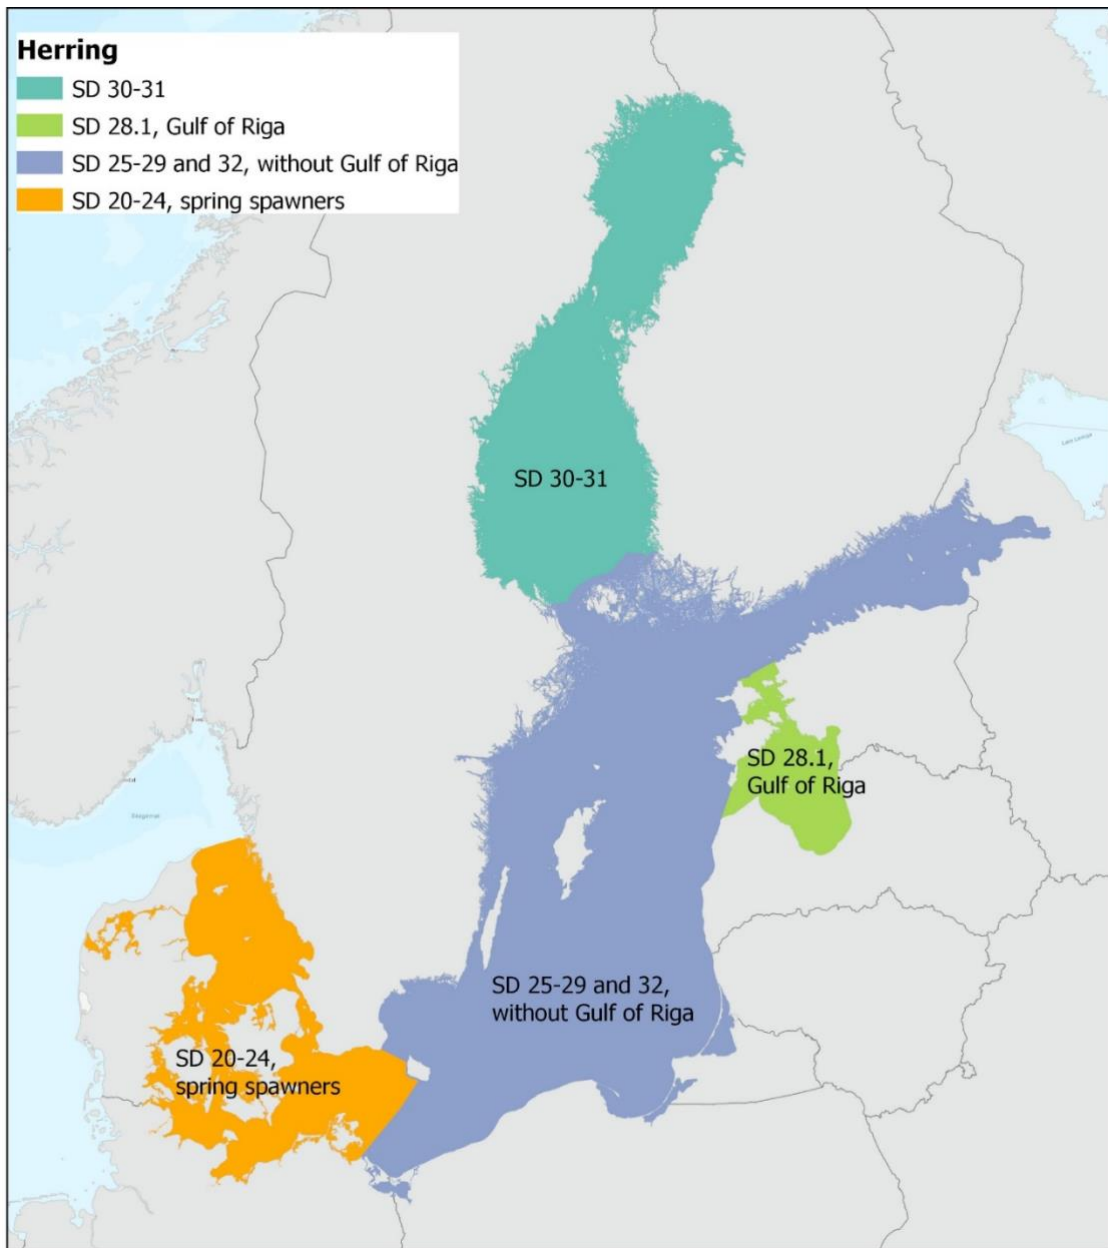 Herring
SD 30-31
SD 28.1, Gulf of Riga
SD 25-29 and 32, without Gulf of Riga
SD 20-24, spring spawners
SD 30-31
SD 28.1,
Gulf of Riga
SD 25-29 and 32,
without Gulf of Riga
SD 20-24,
spring spawners